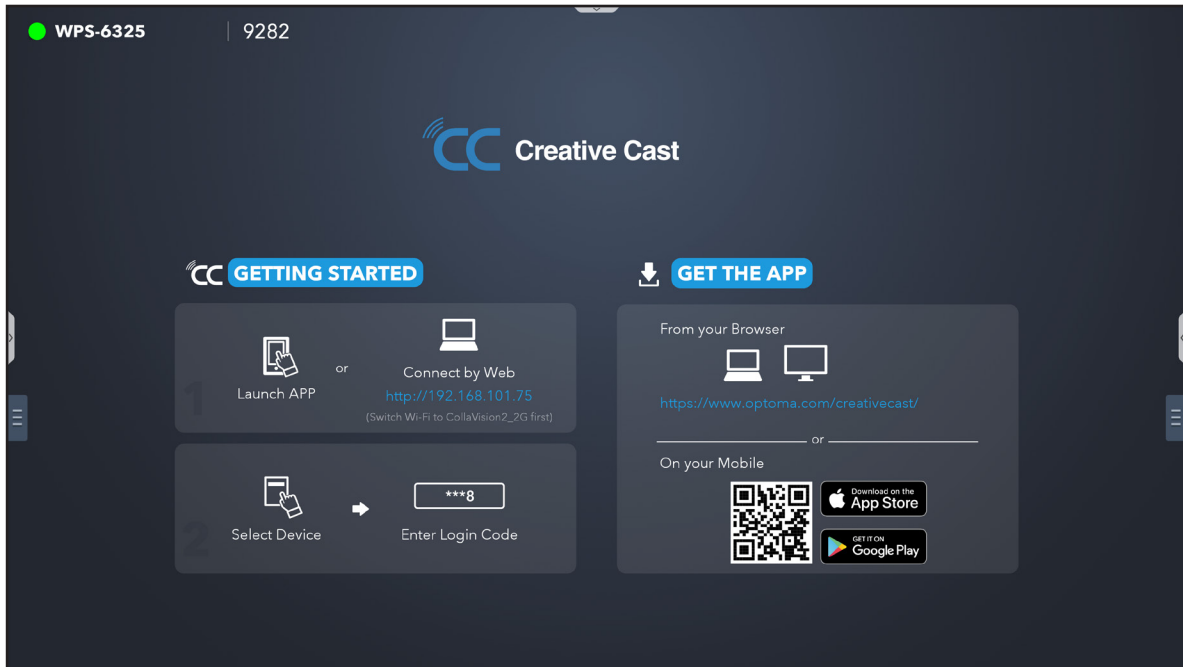 WPS-6325 | 9282
CC Creative Cast
CC GETTING STARTED
1
Launch APP
or
Connect by Web
http://192.168.101.75
(Switch Wi-Fi to CollaVision2_2G first)
2
Select Device
***8
Enter Login Code
GET THE APP
From your Browser
https://www.optoma.com/creativecast/
or
On your Mobile
Download on the
App Store
GET IT ON
Google Play